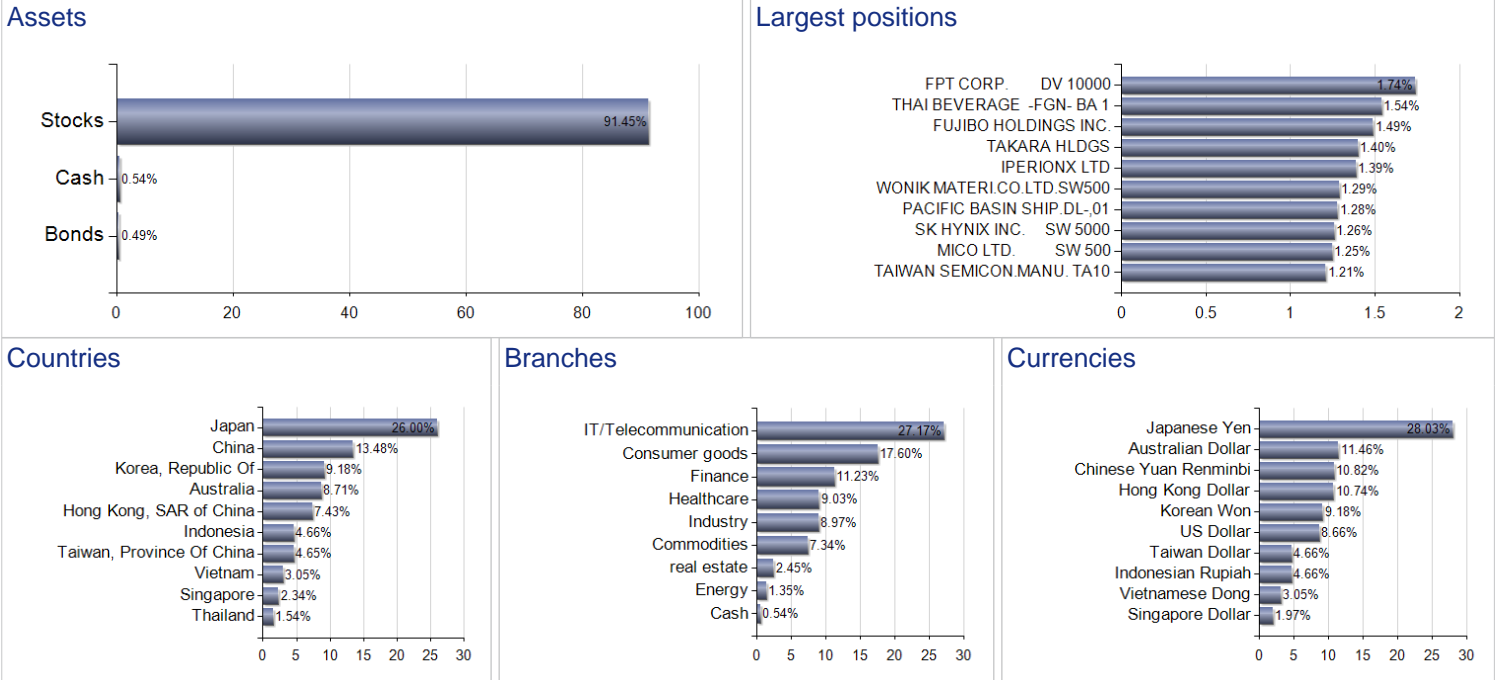 Assets
Stocks
91.45%
Cash
0.54%
Bonds
0.49%
0 20 40 60 80 100
Largest positions
FPT CORP. DV 10000 1.74%
THAI BEVERAGE -FGN- BA 1 1.54%
FUJIBO HOLDINGS INC. 1.49%
TAKARA HLDGS 1.40%
IPERIONX LTD 1.39%
WONIK MATERI.CO.LTD.SW500 1.29%
PACIFIC BASIN SHIP.DL-,01 1.28%
SK HYNIX INC. SW 5000 1.26%
MICO LTD. SW 500 1.25%
TAIWAN SEMICON.MANU. TA10 1.21%
0 0.5 1 1.5 2
Countries
Japan 26.00%
China 13.48%
Korea, Republic Of 9.18%
Australia 8.71%
Hong Kong, SAR of China 7.43%
Indonesia 4.66%
Taiwan, Province Of China 4.65%
Vietnam 3.05%
Singapore 2.34%
Thailand 1.54%
0 5 10 15 20 25 30
Branches
IT/Telecommunication 27.17%
Consumer goods 17.60%
Finance 11.23%
Healthcare 9.03%
Industry 8.97%
Commodities 7.34%
real estate 2.45%
Energy 1.35%
Cash 0.54%
0 5 10 15 20 25 30
Currencies
Japanese Yen 28.03%
Australian Dollar 11.46%
Chinese Yuan Renminbi 10.82%
Hong Kong Dollar 10.74%
Korean Won 9.18%
US Dollar 8.66%
Taiwan Dollar 4.66%
Indonesian Rupiah 4.66%
Vietnamese Dong 3.05%
Singapore Dollar 1.97%
0 5 10 15 20 25 30